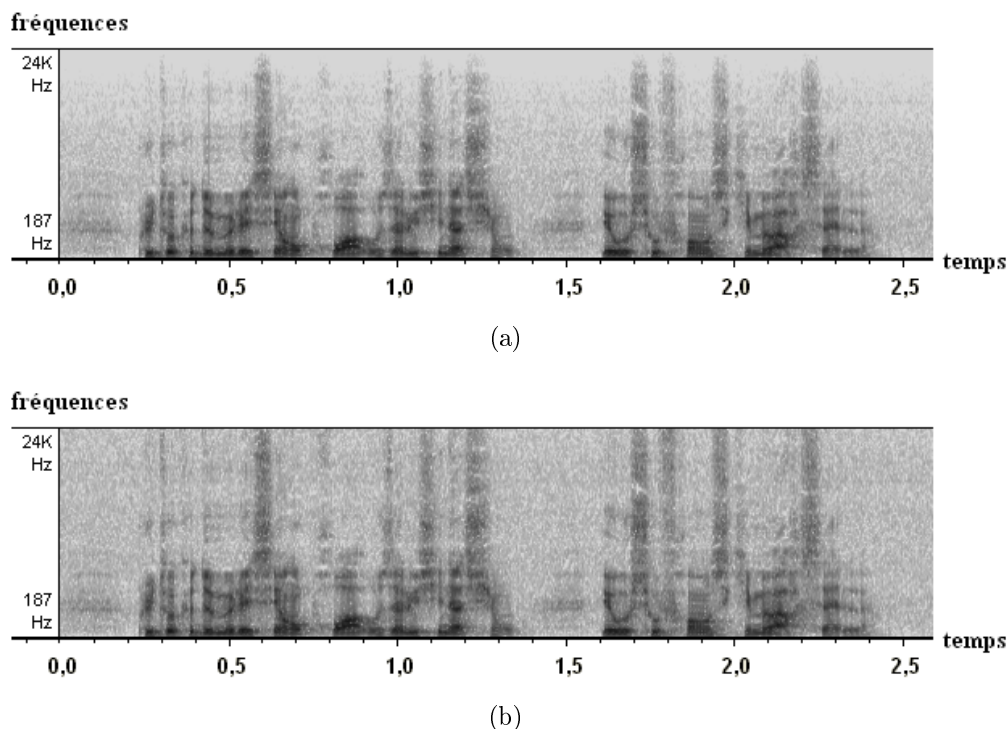 fréquences
24K
Hz
187
Hz
temps
0,0 0,5 1,0 1,5 2,0 2,5
(a)
fréquences
24K
Hz
187
Hz
temps
0,0 0,5 1,0 1,5 2,0 2,5
(b)